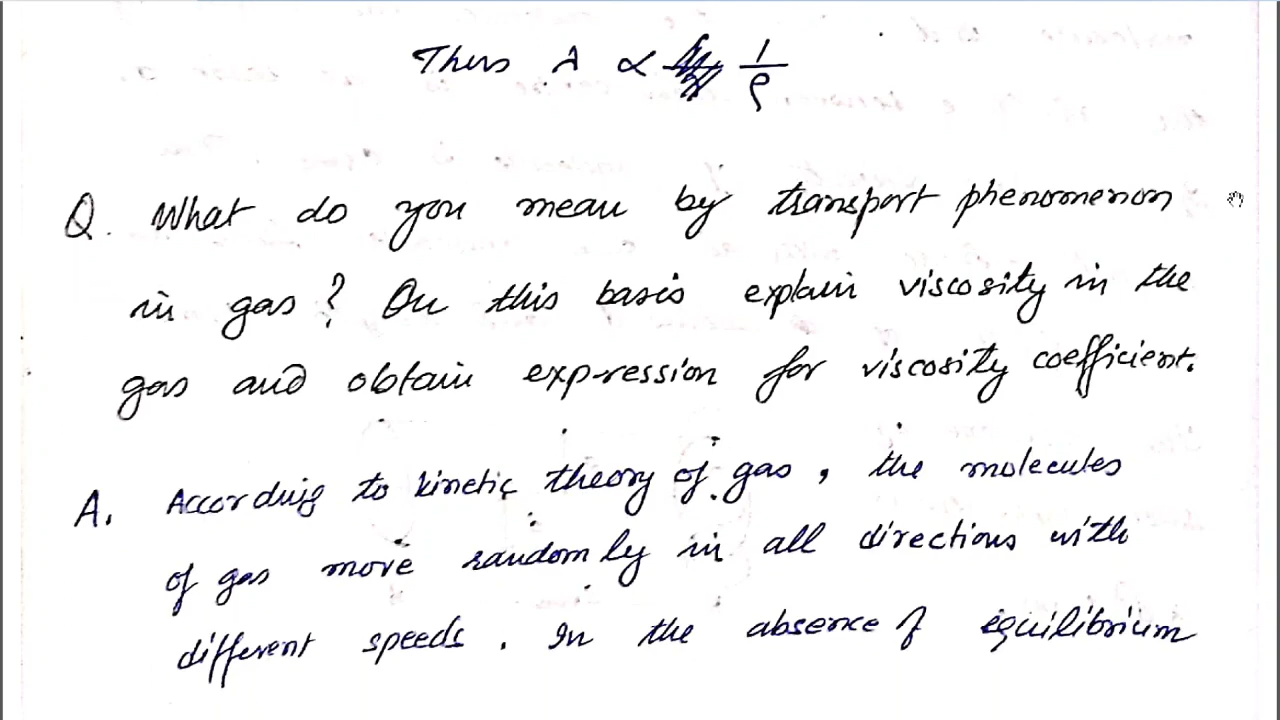 Thus λ ∝ 1/ρ
Q. What do you mean by transport phenomenon
in gas? On this basis explain viscosity in the
gas and obtain expression for viscosity coefficient.
A. According to kinetic theory of gas, the molecules
of gas move randomly in all directions with
different speeds. In the absence of equilibrium